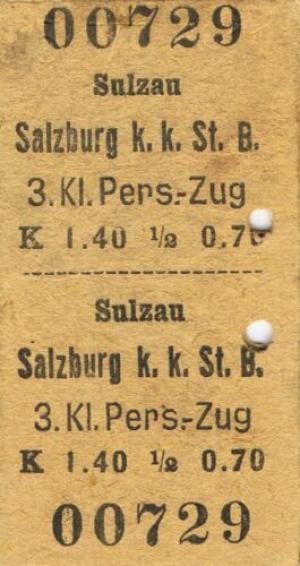 00729
Sulzau
Salzburg k. k. St. B.
3. Kl. Pers.-Zug
K 1.40 ½ 0.70
Sulzau
Salzburg k. k. St. B.
3. Kl. Pers.-Zug
K 1.40 ½ 0.70
00729